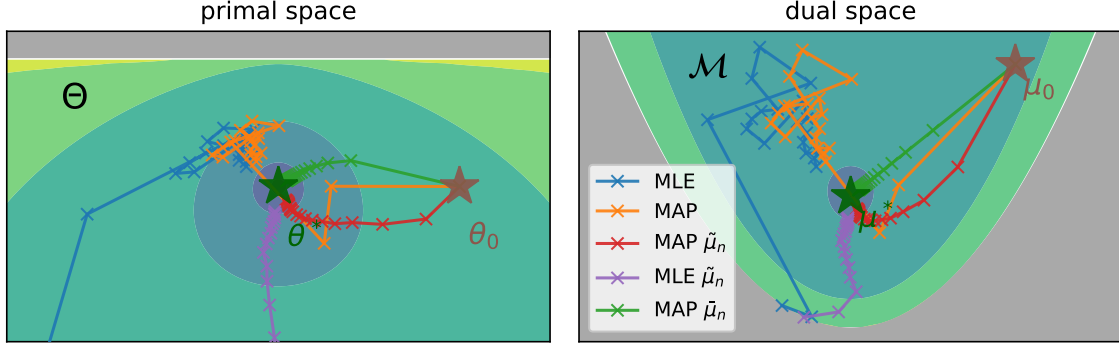 primal space
Θ
θ*
θ₀
dual space
ℳ
μ₀
μ*
MLE
MAP
MAP μ̃ₙ
MLE μ̃ₙ
MAP μ̄ₙ